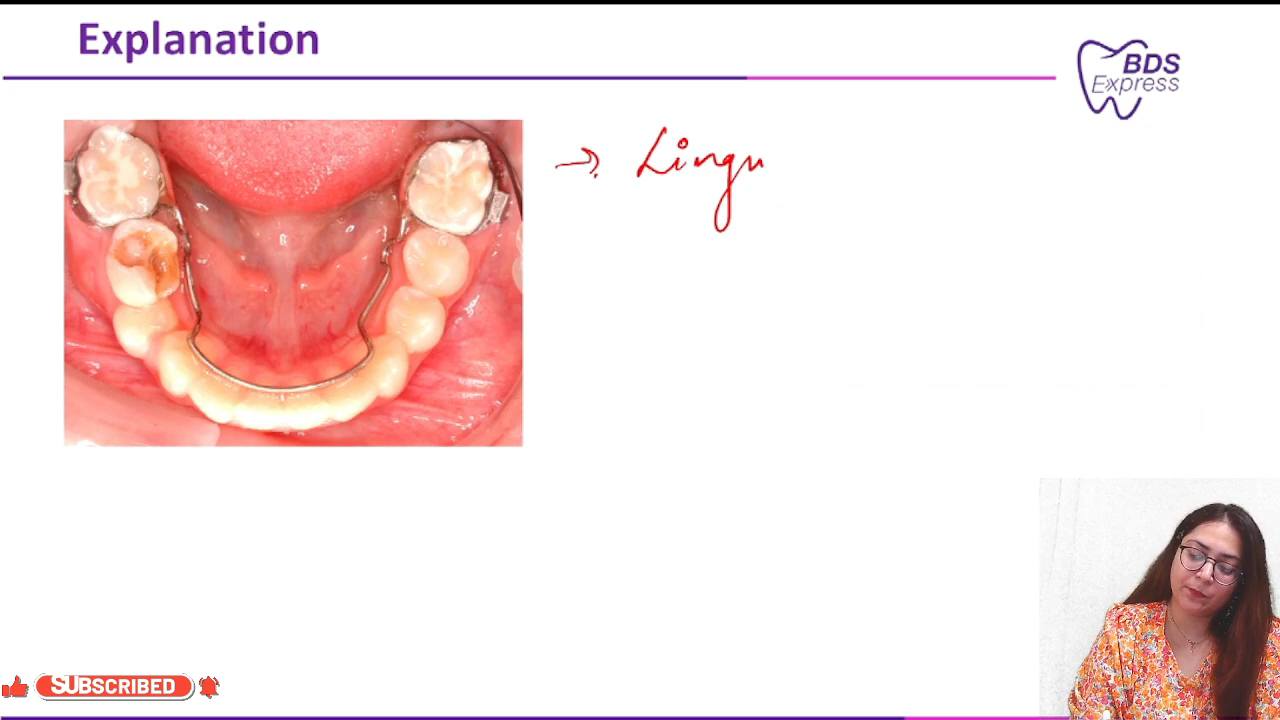 Explanation
BDS
Express
→ Lingu
SUBSCRIBED